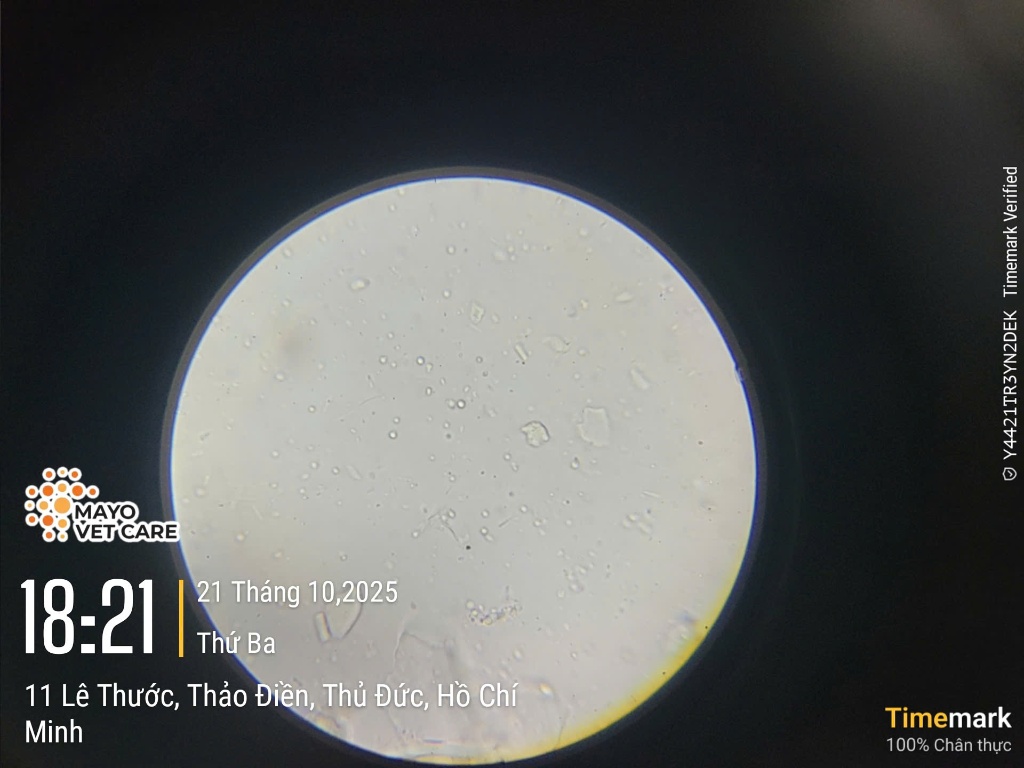 MAYO
VET CARE
18:21
21 Tháng 10,2025
Thứ Ba
11 Lê Thước, Thảo Điền, Thủ Đức, Hồ Chí
Minh
Timemark
100% Chân thực
Y4421TR3YN2DEK Timemark Verified